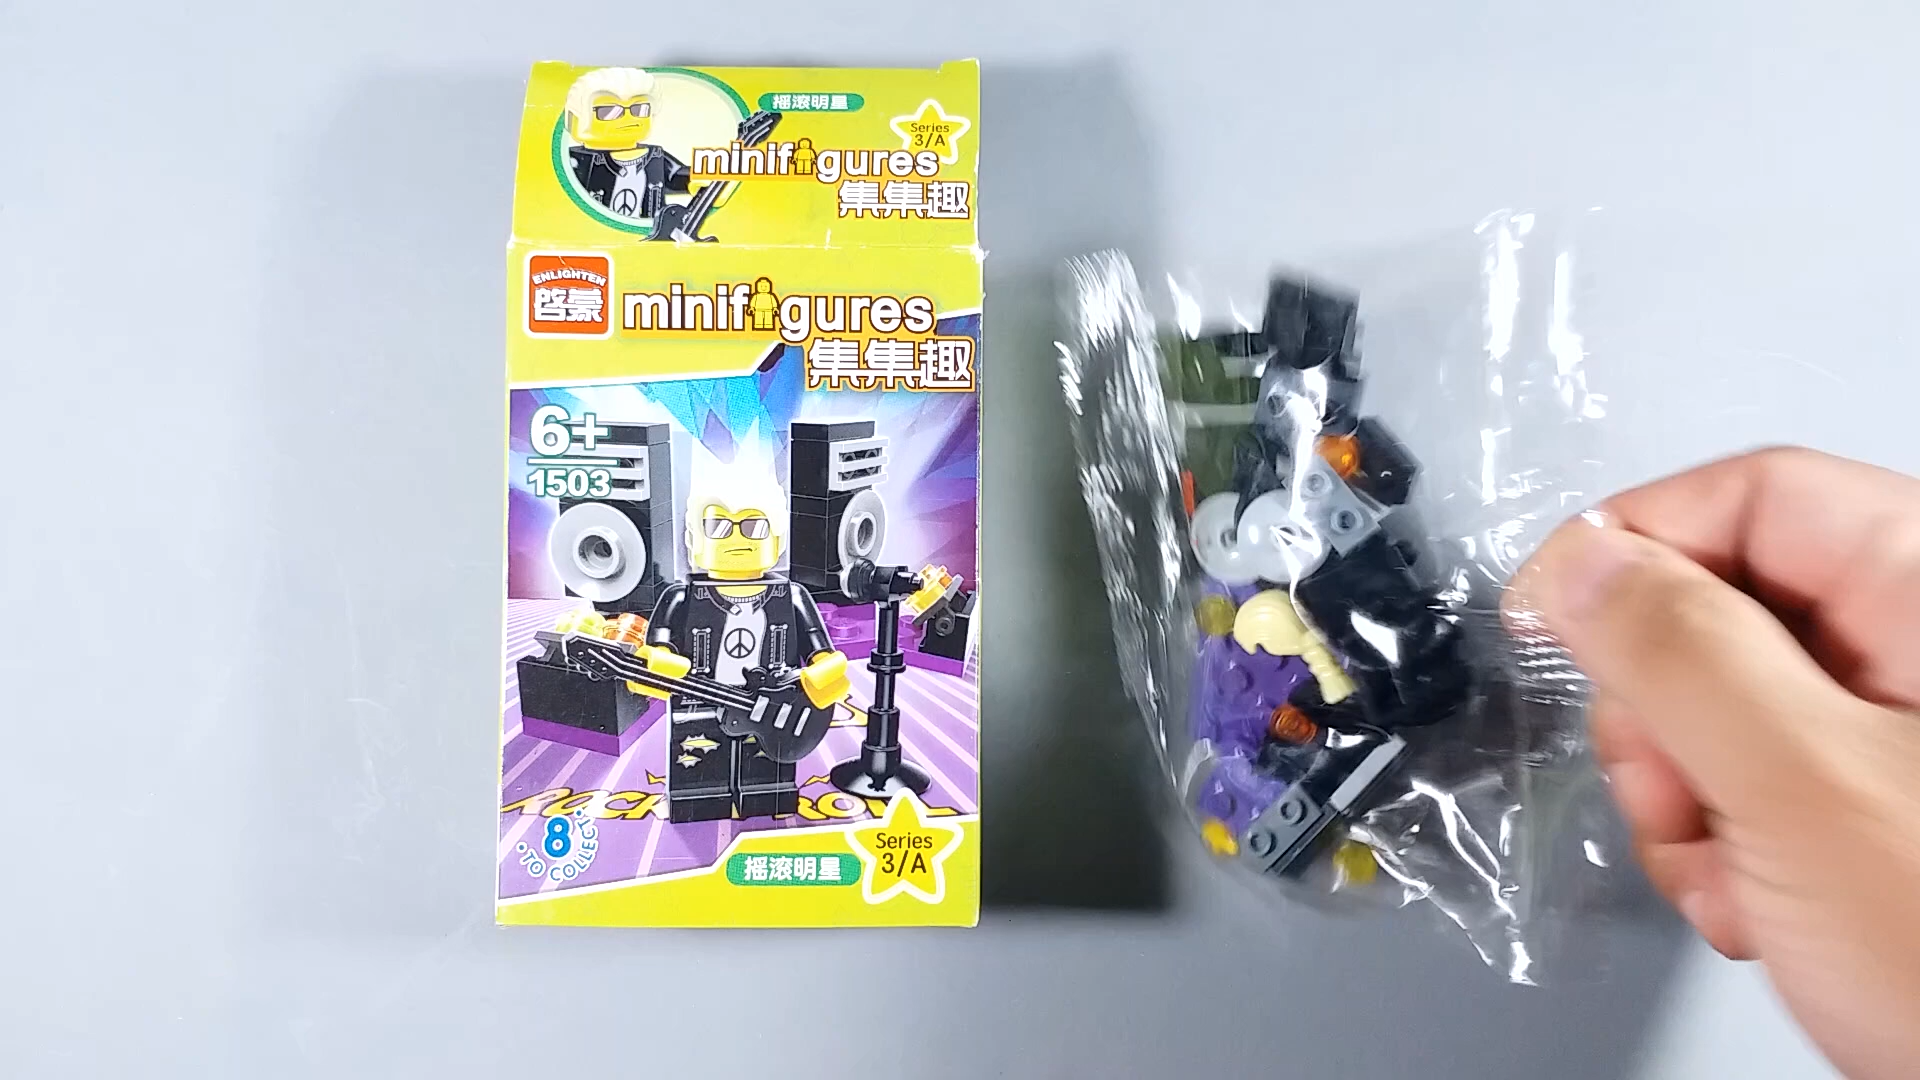 摇滚明星
Series
3/A
minifigures
集集趣
ENLIGHTEN
启蒙
minifigures
集集趣
6+
1503
ROCK
8
TO COLLECT
摇滚明星
Series
3/A